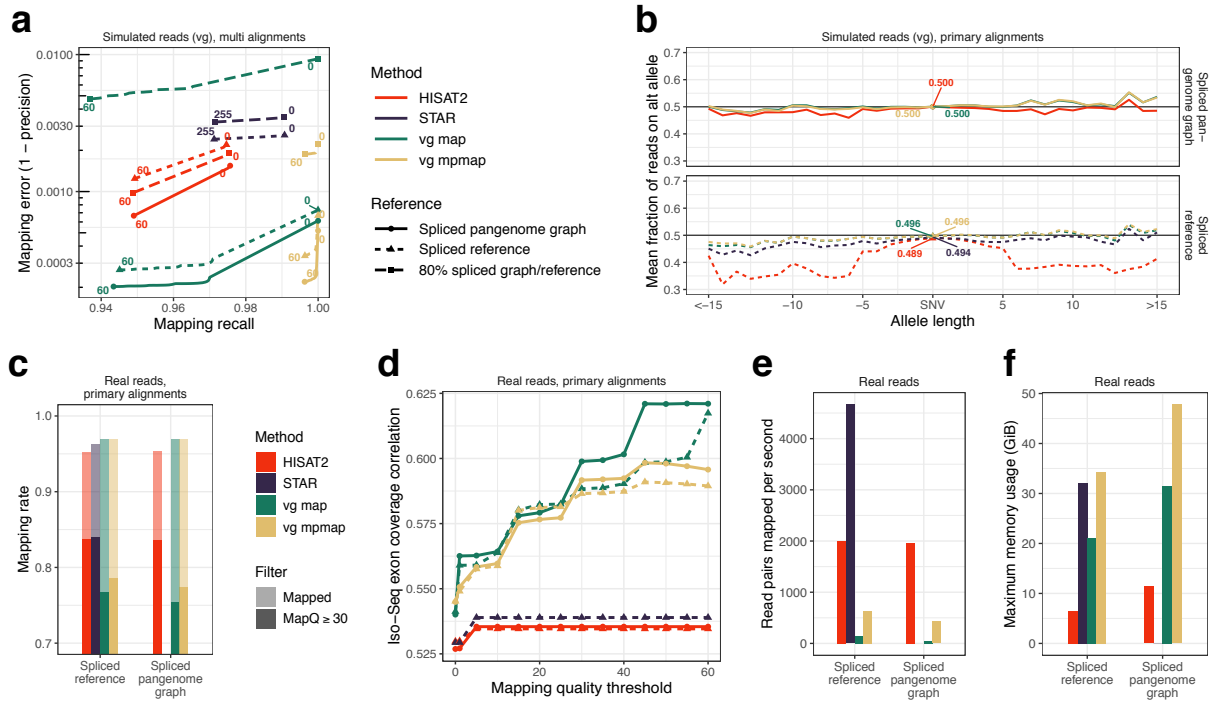 a
Simulated reads (vg), multi alignments
0.0100
0.0030
0.0010
0.0003
Mapping error (1 − precision)
0.94
0.96
0.98
1.00
Mapping recall
60
0
255
0
255
0
0
60
0
60
0
60
0
60
0
60
0
60
0
60
0
60
Method
HISAT2
STAR
vg map
vg mpmap
Reference
Spliced pangenome graph
Spliced reference
80% spliced graph/reference
b
Simulated reads (vg), primary alignments
Mean fraction of reads on alt allele
0.7
0.6
0.5
0.4
0.3
0.500
0.500
0.500
Spliced pan−
genome graph
0.7
0.6
0.5
0.4
0.3
0.496
0.496
0.489
0.494
Spliced
reference
<−15
−10
−5
SNV
5
10
>15
Allele length
c
Real reads,
primary alignments
Mapping rate
1.0
0.9
0.8
0.7
Spliced
reference
Spliced
pangenome
graph
Method
HISAT2
STAR
vg map
vg mpmap
Filter
Mapped
MapQ ≥ 30
d
Real reads, primary alignments
Iso−Seq exon coverage correlation
0.625
0.600
0.575
0.550
0.525
0
20
40
60
Mapping quality threshold
e
Real reads
Read pairs mapped per second
4000
3000
2000
1000
0
Spliced
reference
Spliced
pangenome
graph
f
Real reads
Maximum memory usage (GiB)
50
40
30
20
10
0
Spliced
reference
Spliced
pangenome
graph